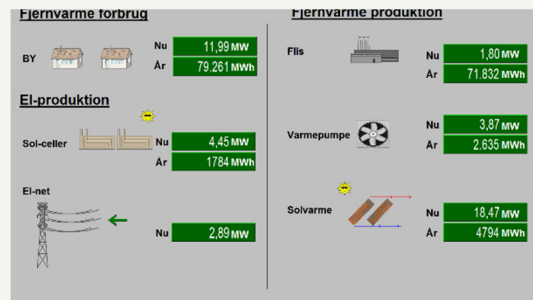 Fjernvarme forbrug
BY
Nu 11,99 MW
År 79.261 MWh
El-produktion
Sol-celler
Nu 4,45 MW
År 1784 MWh
El-net
Nu 2,89 MW
Fjernvarme produktion
Flis
Nu 1,80 MW
År 71.832 MWh
Varmepumpe
Nu 3,87 MW
År 2.635 MWh
Solvarme
Nu 18,47 MW
År 4794 MWh